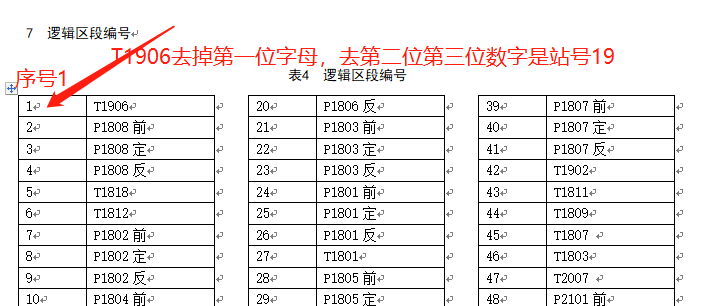 7 逻辑区段编号
T1906去掉第一位字母，去第二位第三位数字是站号19
表4 逻辑区段编号
序号1
1 T1906 20 P1806 反 39 P1807 前
2 P1808 前 21 P1803 前 40 P1807 定
3 P1808 定 22 P1803 定 41 P1807 反
4 P1808 反 23 P1803 反 42 T1902
5 T1818 24 P1801 前 43 T1811
6 T1812 25 P1801 定 44 T1809
7 P1802 前 26 P1801 反 45 T1807
8 P1802 定 27 T1801 46 T1803
9 P1802 反 28 P1805 前 47 T2007
10 P1804 前 29 P1805 定 48 P2101 前